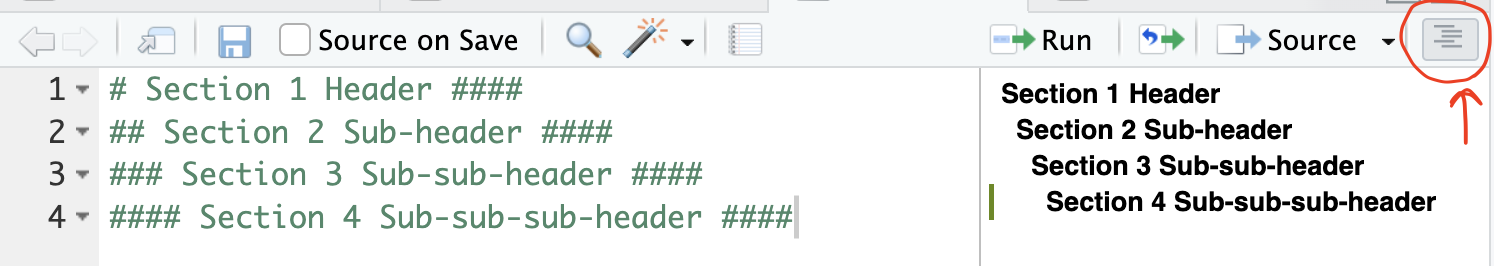 Source on Save Run Source
1 # Section 1 Header ####
2 ## Section 2 Sub-header ####
3 ### Section 3 Sub-sub-header ####
4 #### Section 4 Sub-sub-sub-header ####
Section 1 Header
Section 2 Sub-header
Section 3 Sub-sub-header
Section 4 Sub-sub-sub-header